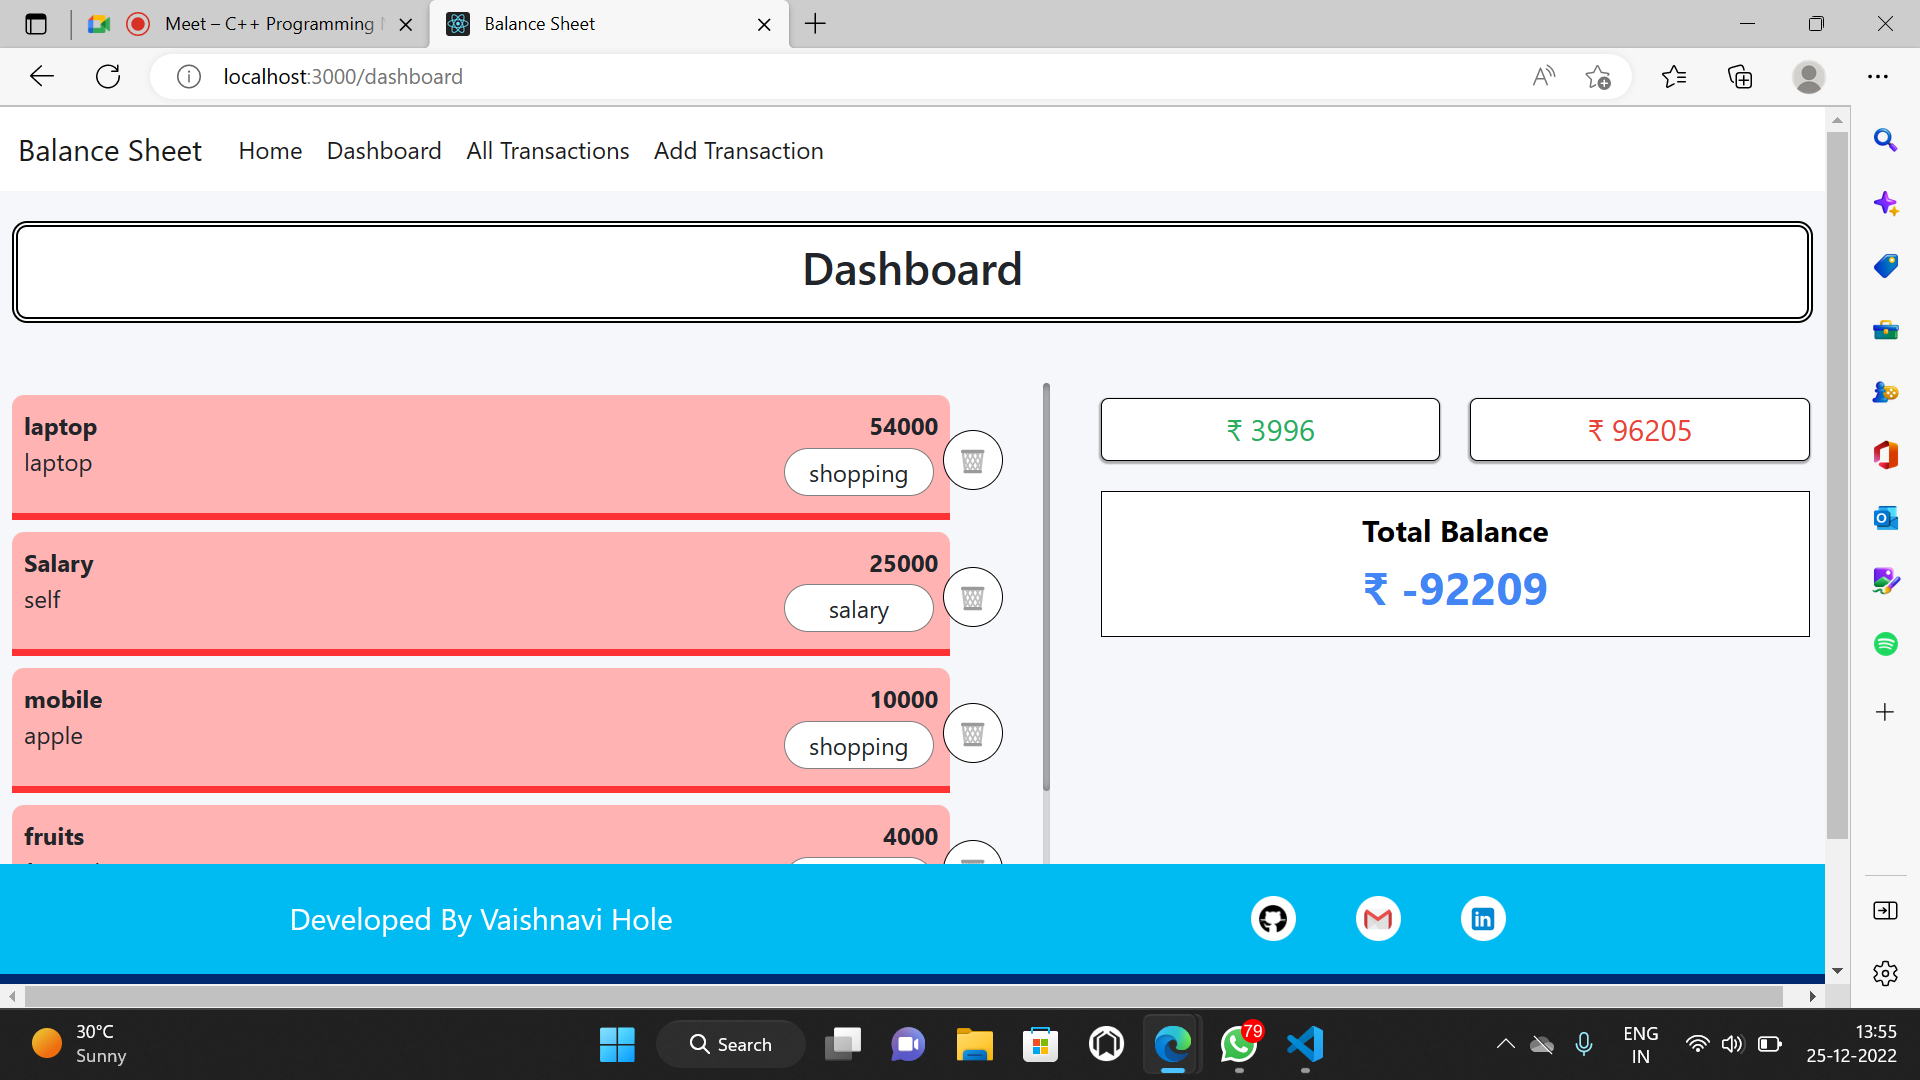 Meet – C++ Programming
Balance Sheet
localhost:3000/dashboard
Balance Sheet
Home
Dashboard
All Transactions
Add Transaction
Dashboard
laptop
54000
laptop
shopping
Salary
25000
self
salary
mobile
10000
apple
shopping
fruits
4000
₹ 3996
₹ 96205
Total Balance
₹ -92209
Developed By Vaishnavi Hole
30°C
Sunny
Search
79
ENG
IN
13:55
25-12-2022